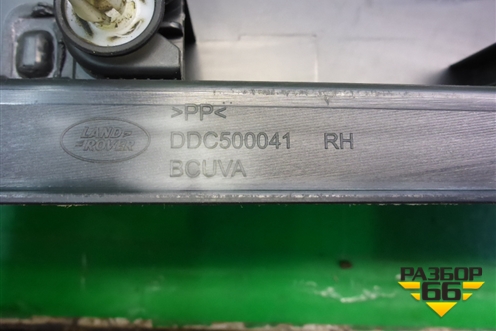 >PP<
LAND-
=ROVER
DDC500041 RH
BCUVA
РАЗБОР
66